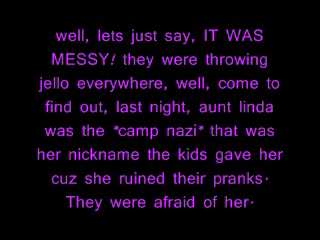 well, lets just say, IT WAS
MESSY! they were throwing
jello everywhere, well, come to
find out, last night, aunt linda
was the *camp nazi* that was
her nickname the kids gave her
cuz she ruined their pranks.
They were afraid of her.